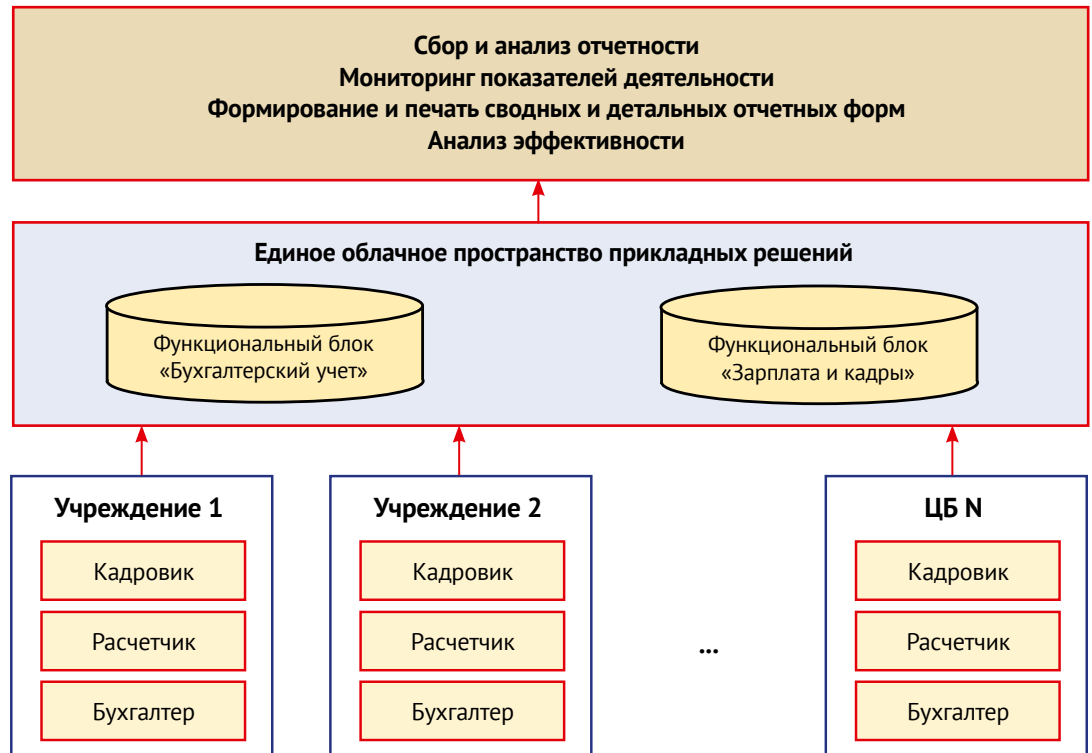 Сбор и анализ отчетности
Мониторинг показателей деятельности
Формирование и печать сводных и детальных отчетных форм
Анализ эффективности
Единое облачное пространство прикладных решений
Функциональный блок
«Бухгалтерский учет»
Функциональный блок
«Зарплата и кадры»
Учреждение 1
Кадровик
Расчетчик
Бухгалтер
Учреждение 2
Кадровик
Расчетчик
Бухгалтер
...
ЦБ N
Кадровик
Расчетчик
Бухгалтер